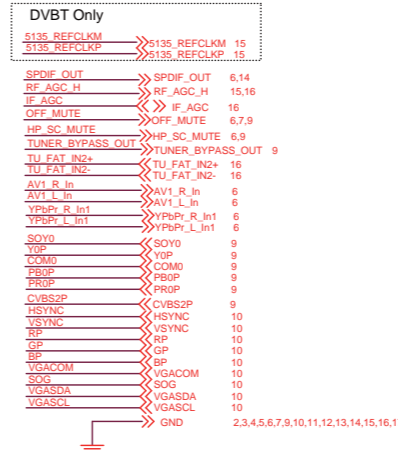 DVBT Only
5135_REFCLKM 5135_REFCLKM 15
5135_REFCLKP 5135_REFCLKP 15
SPDIF_OUT SPDIF_OUT 6,14
RF_AGC_H RF_AGC_H 15,16
IF_AGC IF_AGC 16
OFF_MUTE OFF_MUTE 6,7,9
HP_SC_MUTE HP_SC_MUTE 6,9
TUNER_BYPASS_OUT TUNER_BYPASS_OUT 9
TU_FAT_IN2+ TU_FAT_IN2+ 16
TU_FAT_IN2- TU_FAT_IN2- 16
AV1_R_In AV1_R_In 6
AV1_L_In AV1_L_In 6
YPbPr_R_In1 YPbPr_R_In1 6
YPbPr_L_In1 YPbPr_L_In1 6
SOY0 SOY0 9
Y0P Y0P 9
COM0 COM0 9
PB0P PB0P 9
PR0P PR0P 9
CVBS2P CVBS2P 9
HSYNC HSYNC 10
VSYNC VSYNC 10
RP RP 10
GP GP 10
BP BP 10
VGACOM VGACOM 10
SOG SOG 10
VGASDA VGASDA 10
VGASCL VGASCL 10
GND 2,3,4,5,6,7,9,10,11,12,13,14,15,16,1